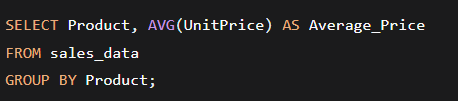 SELECT Product, AVG(UnitPrice) AS Average_Price
FROM sales_data
GROUP BY Product;